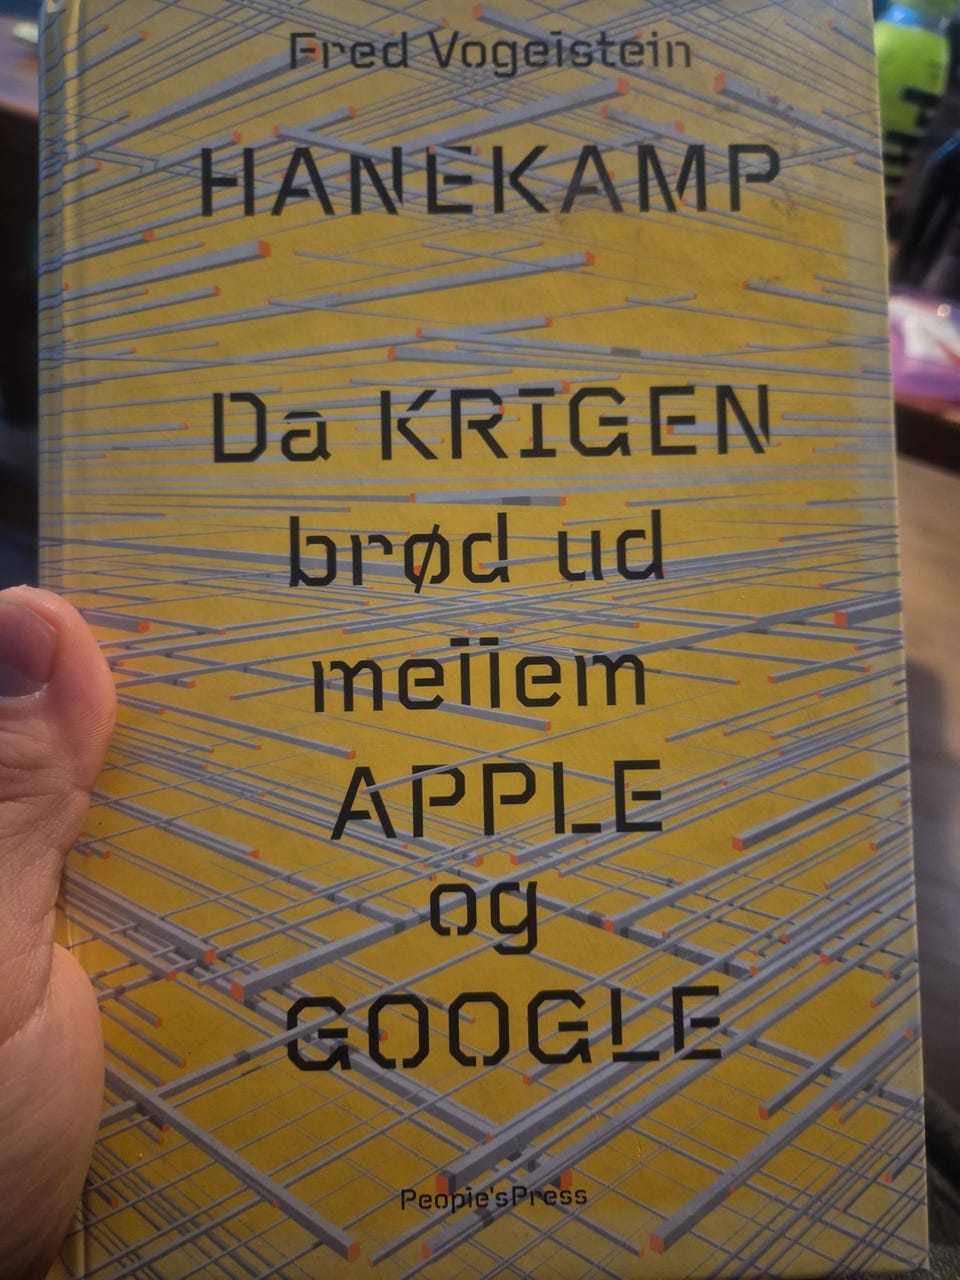 Fred Vogelstein
HANEKAMP
Da KRIGEN
brød ud
mellem
APPLE
og
GOOGLE
People'sPress